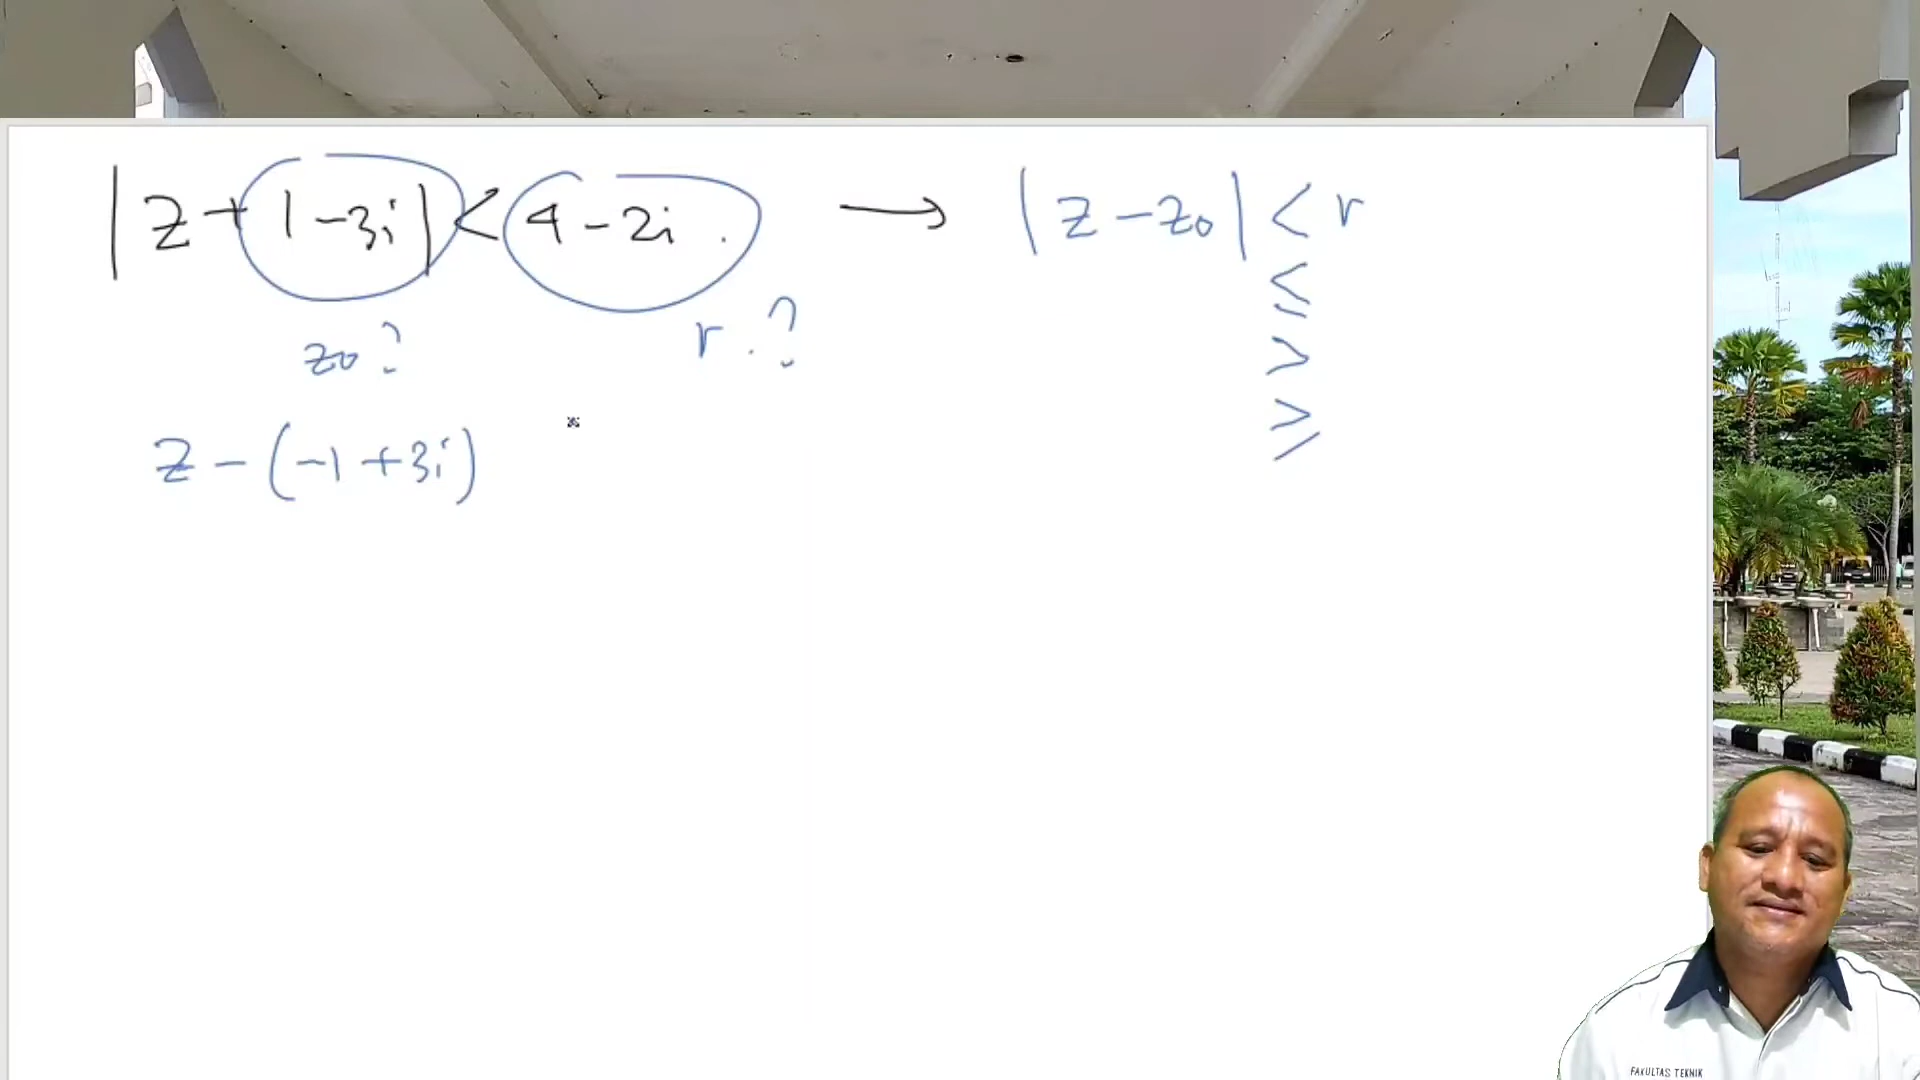 |z + 1 - 3i| < 4 - 2i . → |z - z₀| < r
≤
>
≥
z₀ ? r . ?
z - (-1 + 3i)
FAKULTAS TEKNIK